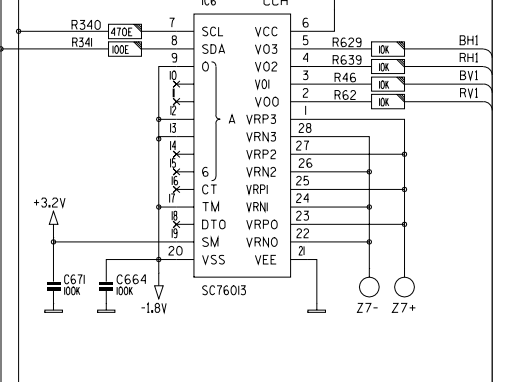 IC6 CCH
R340 470E 7 SCL VCC 6
R341 100E 8 SDA VO3 5 R629 10K BH1
9 0 VO2 4 R639 10K RH1
10 VO1 3 R46 10K BV1
11 VO0 2 R62 10K RV1
12 A VRP3 1
13 VRN3 28
14 VRP2 27
15 6 VRN2 26
16 CT VRP1 25
17 TM VRN1 24
18 DTO VRP0 23
19 SM VRN0 22
20 VSS VEE 21
+3.2V
C671 100K
C664 100K
-1.8V
SC76013
Z7- Z7+